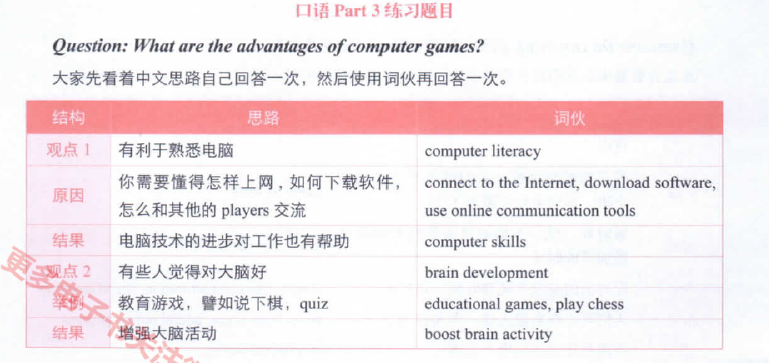 口语 Part 3 练习题目
Question: What are the advantages of computer games?
大家先看着中文思路自己回答一次，然后使用词伙再回答一次。
结构 思路 词伙
观点 1 有利于熟悉电脑 computer literacy
原因 你需要懂得怎样上网，如何下载软件， connect to the Internet, download software,
怎么和其他的 players 交流 use online communication tools
结果 电脑技术的进步对工作也有帮助 computer skills
观点 2 有些人觉得对大脑好 brain development
举例 教育游戏，譬如说下棋，quiz educational games, play chess
结果 增强大脑活动 boost brain activity
更多电子书关注